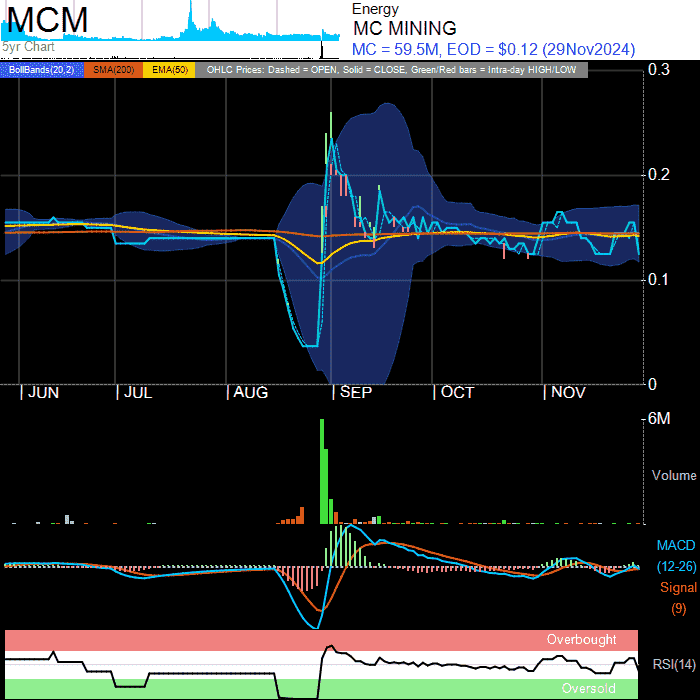 MCM
5yr Chart
Energy
MC MINING
MC = 59.5M, EOD = $0.12 (29Nov2024)
BollBands(20,2) SMA(200) EMA(50) OHLC Prices: Dashed = OPEN, Solid = CLOSE, Green/Red bars = Intra-day HIGH/LOW
0.3
0.2
0.1
0
JUN JUL AUG SEP OCT NOV
6M
Volume
MACD
(12-26)
Signal
(9)
Overbought
RSI(14)
Oversold